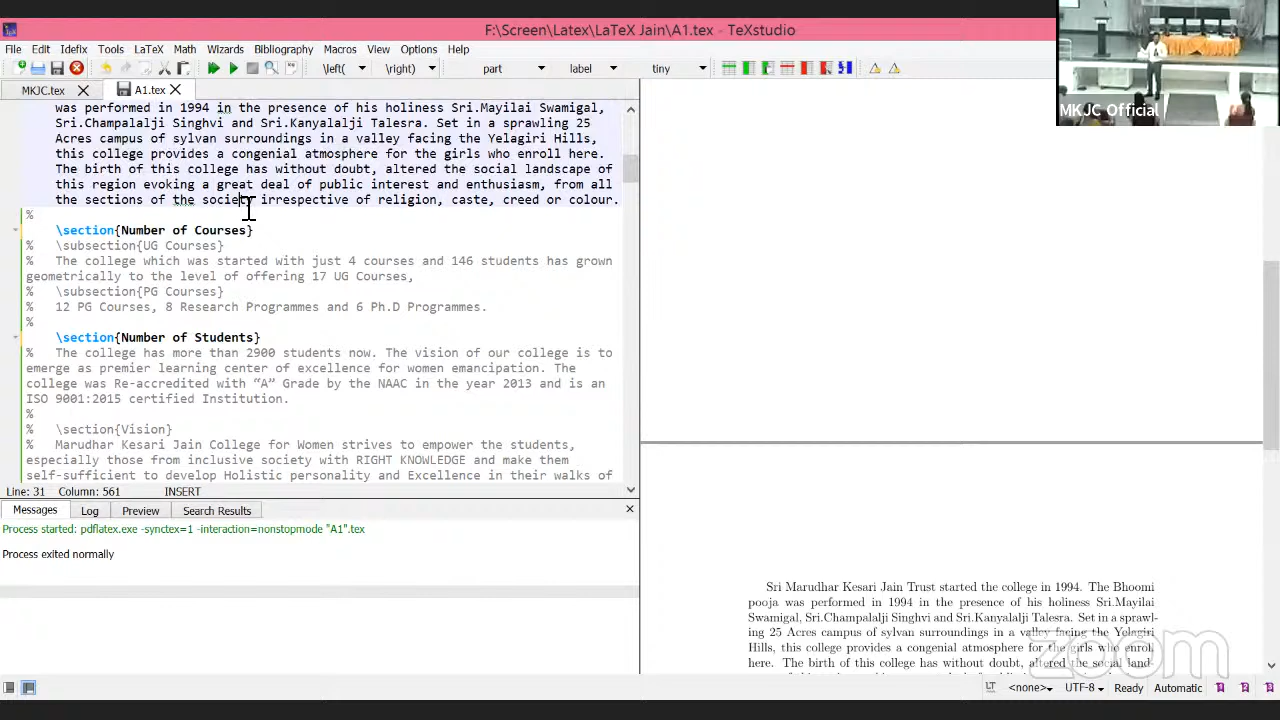 F:\Screen\Latex\LaTeX Jain\A1.tex - TeXstudio
File Edit Idefix Tools LaTeX Math Wizards Bibliography Macros View Options Help
\left( \right) part label tiny
MKJC.tex A1.tex
MKJC Official
was performed in 1994 in the presence of his holiness Sri.Mayilai Swamigal,
Sri.Champalalji Singhvi and Sri.Kanyalalji Talesra. Set in a sprawling 25
Acres campus of sylvan surroundings in a valley facing the Yelagiri Hills,
this college provides a congenial atmosphere for the girls who enroll here.
The birth of this college has without doubt, altered the social landscape of
this region evoking a great deal of public interest and enthusiasm, from all
the sections of the society irrespective of religion, caste, creed or colour.
%
\section{Number of Courses}
% \subsection{UG Courses}
% The college which was started with just 4 courses and 146 students has grown
geometrically to the level of offering 17 UG Courses,
% \subsection{PG Courses}
% 12 PG Courses, 8 Research Programmes and 6 Ph.D Programmes.
%
\section{Number of Students}
% The college has more than 2900 students now. The vision of our college is to
emerge as premier learning center of excellence for women emancipation. The
college was Re-accredited with “A” Grade by the NAAC in the year 2013 and is an
ISO 9001:2015 certified Institution.
%
% \section{Vision}
% Marudhar Kesari Jain College for Women strives to empower the students,
especially those from inclusive society with RIGHT KNOWLEDGE and make them
self-sufficient to develop Holistic personality and Excellence in their walks of
Line: 31 Column: 561 INSERT
Messages Log Preview Search Results
Process started: pdflatex.exe -synctex=1 -interaction=nonstopmode "A1".tex
Process exited normally
Sri Marudhar Kesari Jain Trust started the college in 1994. The Bhoomi
pooja was performed in 1994 in the presence of his holiness Sri.Mayilai
Swamigal, Sri.Champalalji Singhvi and Sri.Kanyalalji Talesra. Set in a sprawl-
ing 25 Acres campus of sylvan surroundings in a valley facing the Yelagiri
Hills, this college provides a congenial atmosphere for the girls who enroll
here. The birth of this college has without doubt, altered the social land-
zoom
LT <none> UTF-8 Ready Automatic